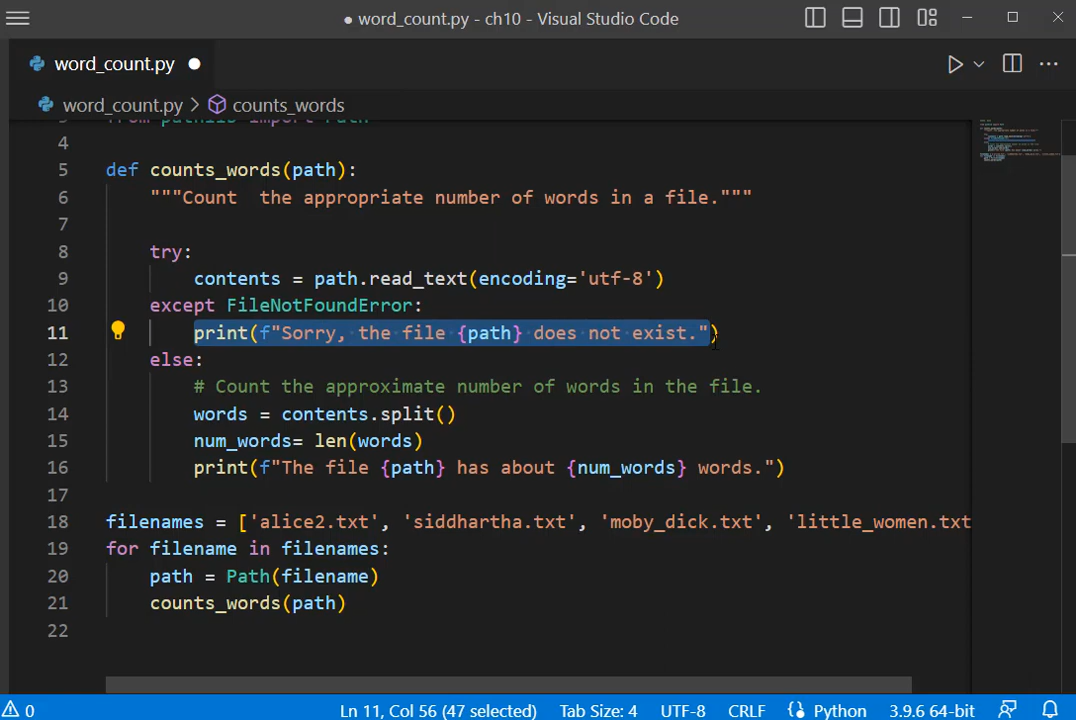 ● word_count.py - ch10 - Visual Studio Code
word_count.py ●
word_count.py > counts_words
3 from pathlib import Path
4
5 def counts_words(path):
6 """Count  the appropriate number of words in a file."""
7
8 try:
9 contents = path.read_text(encoding='utf-8')
10 except FileNotFoundError:
11 print(f"Sorry, the file {path} does not exist.")
12 else:
13 # Count the approximate number of words in the file.
14 words = contents.split()
15 num_words= len(words)
16 print(f"The file {path} has about {num_words} words.")
17
18 filenames = ['alice2.txt', 'siddhartha.txt', 'moby_dick.txt', 'little_women.txt
19 for filename in filenames:
20 path = Path(filename)
21 counts_words(path)
22
0 Ln 11, Col 56 (47 selected) Tab Size: 4 UTF-8 CRLF Python 3.9.6 64-bit